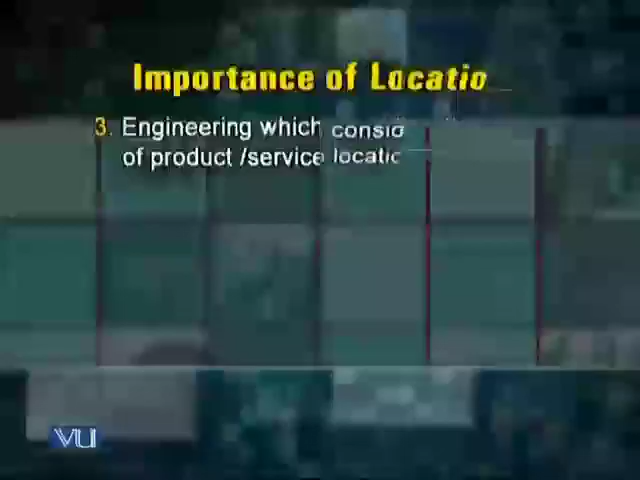 Importance of Locatio
3. Engineering which consid
of product /service locatic
VU